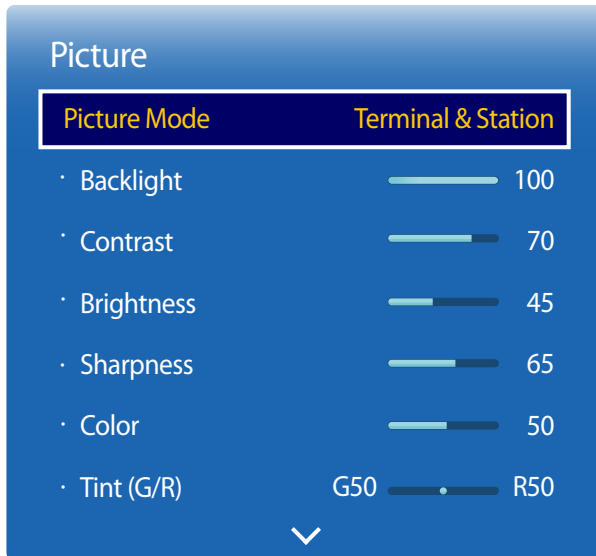 Picture
Picture Mode Terminal & Station
· Backlight 100
· Contrast 70
· Brightness 45
· Sharpness 65
· Color 50
· Tint (G/R) G50 R50